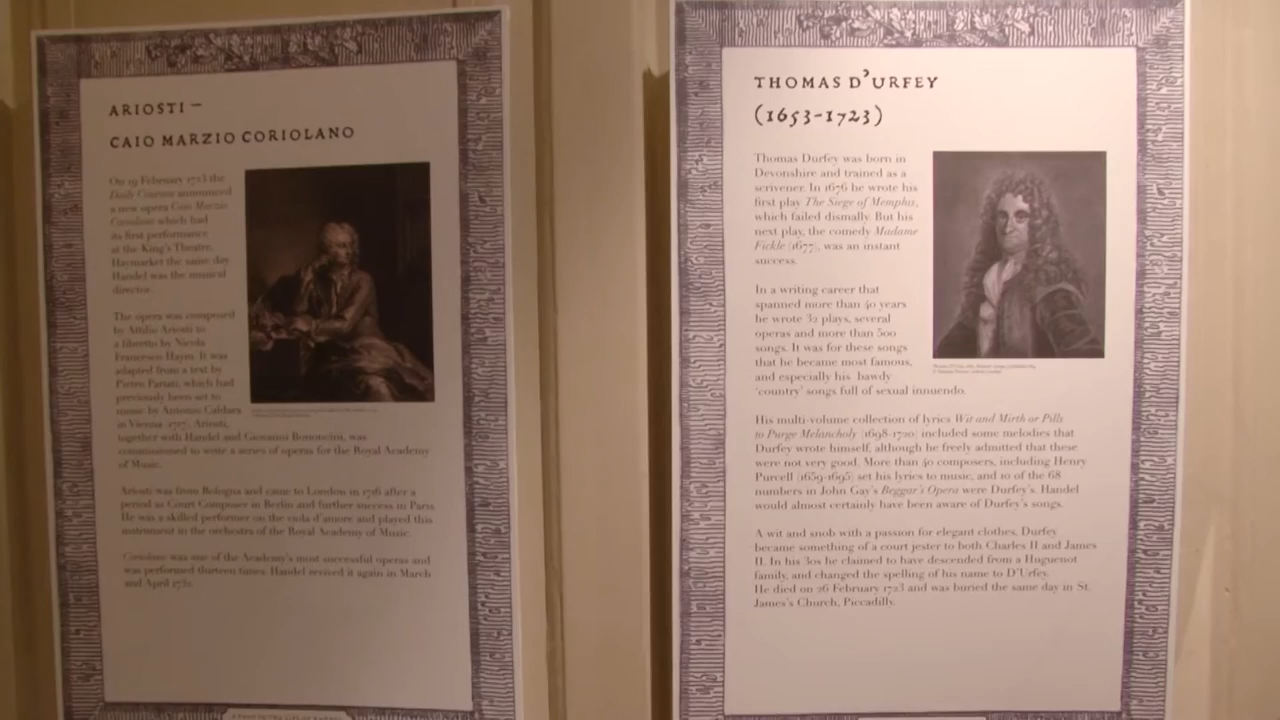 ARIOSTI –
CAIO MARZIO CORIOLANO
On 19 February 1723 the
Daily Courant announced
a new opera Caio Marzio
Coriolano which had
its first performance
at the King's Theatre,
Haymarket the same day
Handel was the musical
director.
The opera was composed
by Attilio Ariosti to
a libretto by Nicola
Francesco Haym. It was
adapted from a text by
Pietro Pariati, which had
previously been set to
music by Antonio Caldara
in Vienna (1717). Ariosti,
together with Handel and Giovanni Bononcini, was
commissioned to write a series of operas for the Royal Academy
of Music.
Ariosti was from Bologna and came to London in 1716 after a
period as Court Composer in Berlin and further success in Paris.
He was a skilled performer on the viola d'amore and played this
instrument in the orchestra of the Royal Academy of Music.
Coriolano was one of the Academy's most successful operas and
was performed thirteen times. Handel revived it again in March
and April 1732.
THOMAS D'URFEY
(1653-1723)
Thomas Durfey was born in
Devonshire and trained as a
scrivener. In 1676 he wrote his
first play The Siege of Memphis,
which failed dismally. But his
next play, the comedy Madame
Fickle (1677), was an instant
success.
In a writing career that
spanned more than 40 years
he wrote 32 plays, several
operas and more than 500
songs. It was for these songs
that he became most famous,
and especially his bawdy
'country' songs full of sexual innuendo.
His multi-volume collection of lyrics Wit and Mirth or Pills
to Purge Melancholy (1698-1720) included some melodies that
Durfey wrote himself, although he freely admitted that these
were not very good. More than 40 composers, including Henry
Purcell (1659-1695) set his lyrics to music, and 10 of the 68
numbers in John Gay's Beggar's Opera were Durfey's. Handel
would almost certainly have been aware of Durfey's songs.
A wit and snob with a passion for elegant clothes, Durfey
became something of a court jester to both Charles II and James
II. In his 30s he claimed to have descended from a Huguenot
family, and changed the spelling of his name to D'Urfey.
He died on 26 February 1723 and was buried the same day in St.
James's Church, Piccadilly.